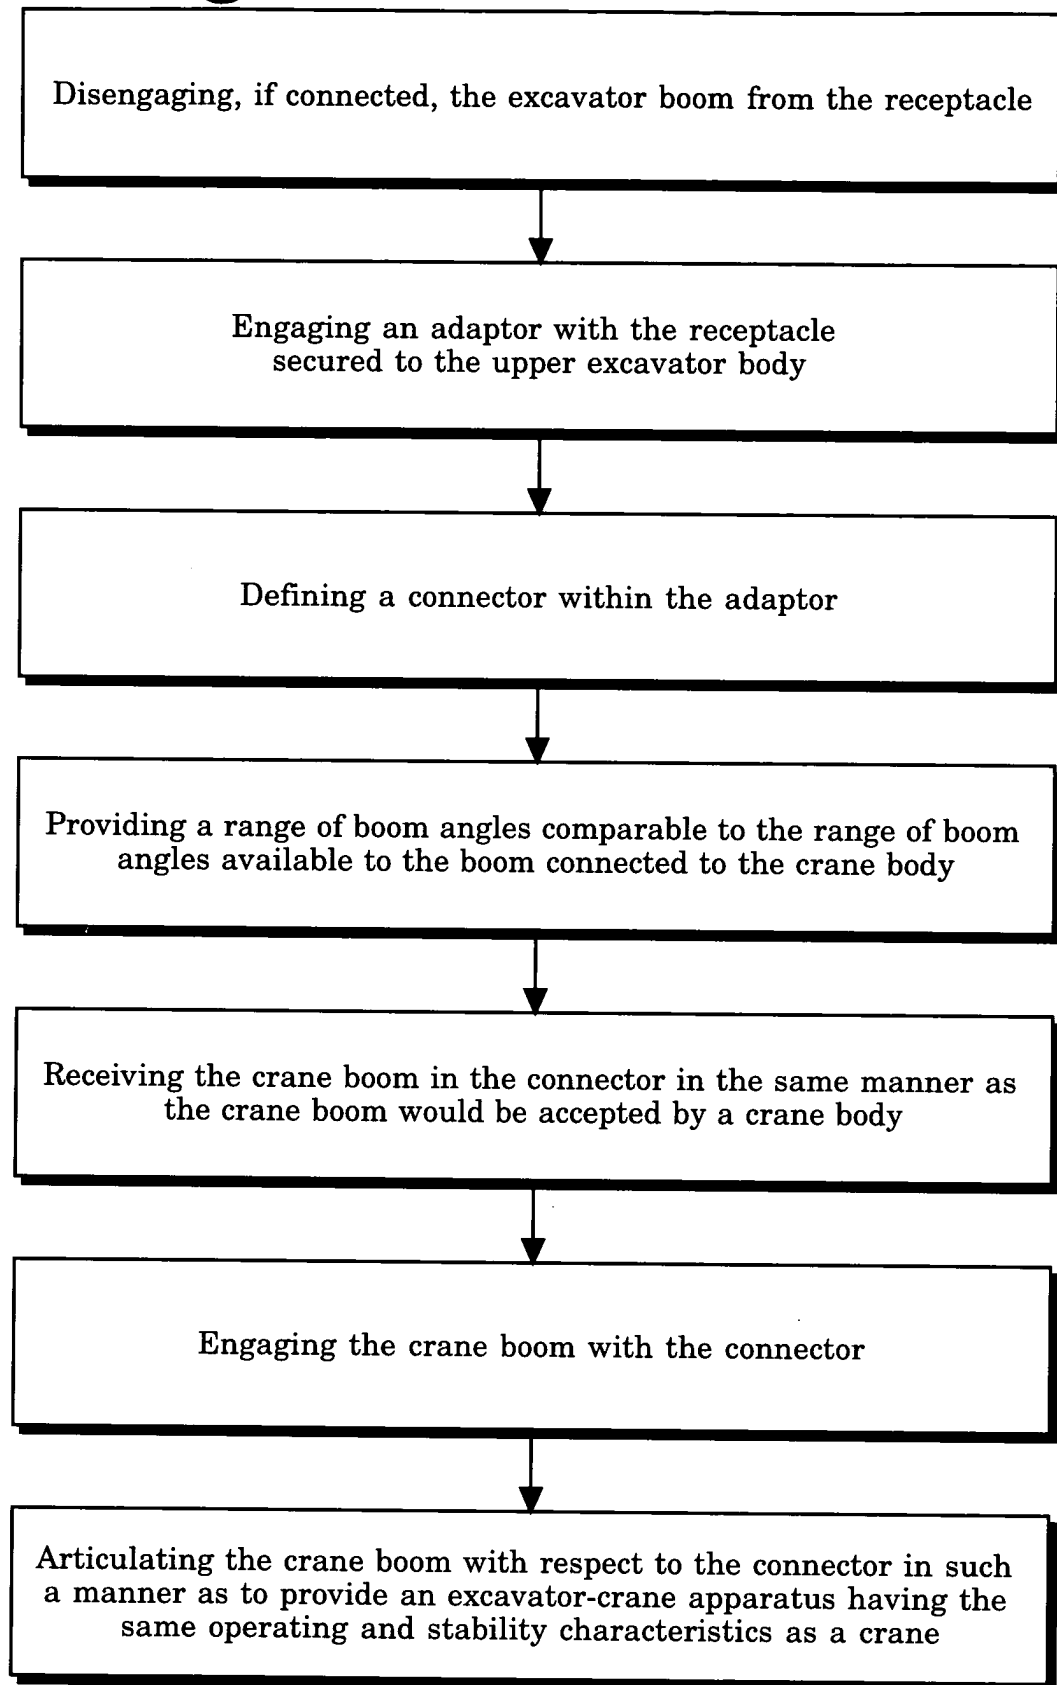 Disengaging, if connected, the excavator boom from the receptacle
Engaging an adaptor with the receptacle
secured to the upper excavator body
Defining a connector within the adaptor
Providing a range of boom angles comparable to the range of boom
angles available to the boom connected to the crane body
Receiving the crane boom in the connector in the same manner as
the crane boom would be accepted by a crane body
Engaging the crane boom with the connector
Articulating the crane boom with respect to the connector in such
a manner as to provide an excavator-crane apparatus having the
same operating and stability characteristics as a crane